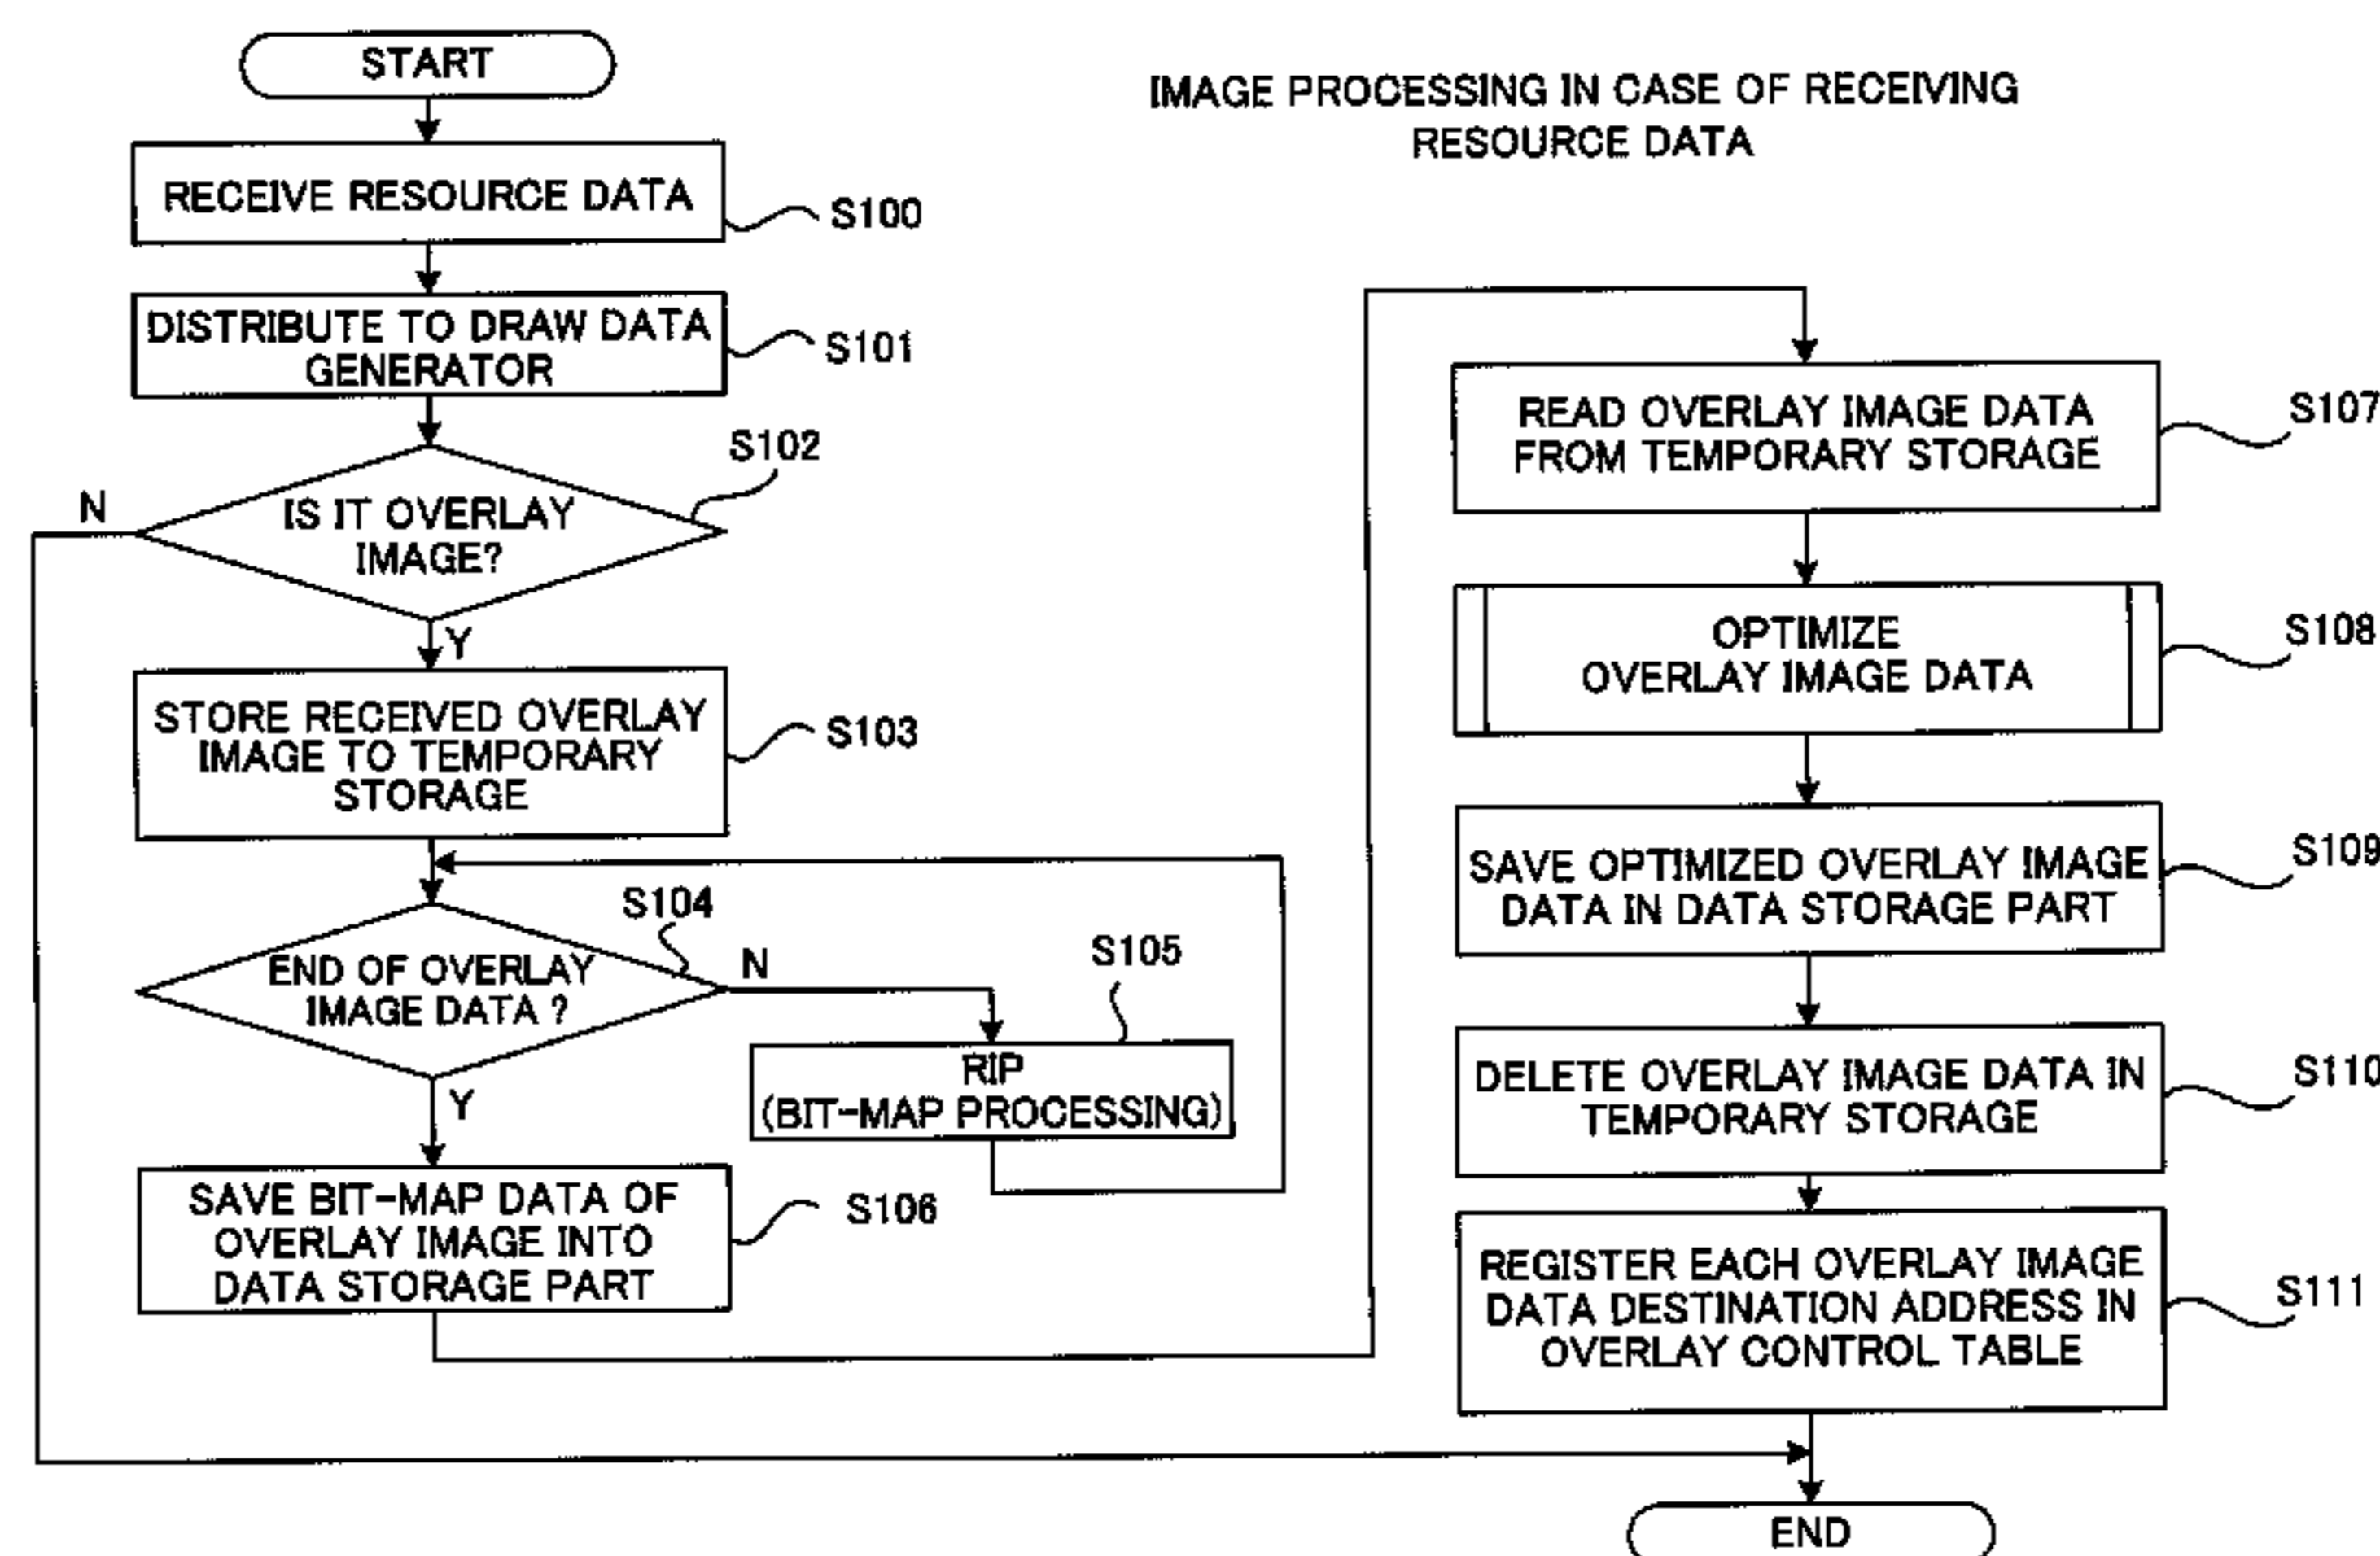 START
IMAGE PROCESSING IN CASE OF RECEIVING
RESOURCE DATA
RECEIVE RESOURCE DATA
S100
DISTRIBUTE TO DRAW DATA
GENERATOR
S101
S102
N
IS IT OVERLAY
IMAGE?
Y
STORE RECEIVED OVERLAY
IMAGE TO TEMPORARY
STORAGE
S103
S104
END OF OVERLAY
IMAGE DATA ?
N
S105
RIP
(BIT-MAP PROCESSING)
Y
SAVE BIT-MAP DATA OF
OVERLAY IMAGE INTO
DATA STORAGE PART
S106
READ OVERLAY IMAGE DATA
FROM TEMPORARY STORAGE
S107
OPTIMIZE
OVERLAY IMAGE DATA
S108
SAVE OPTIMIZED OVERLAY IMAGE
DATA IN DATA STORAGE PART
S109
DELETE OVERLAY IMAGE DATA IN
TEMPORARY STORAGE
S110
REGISTER EACH OVERLAY IMAGE
DATA DESTINATION ADDRESS IN
OVERLAY CONTROL TABLE
S111
END